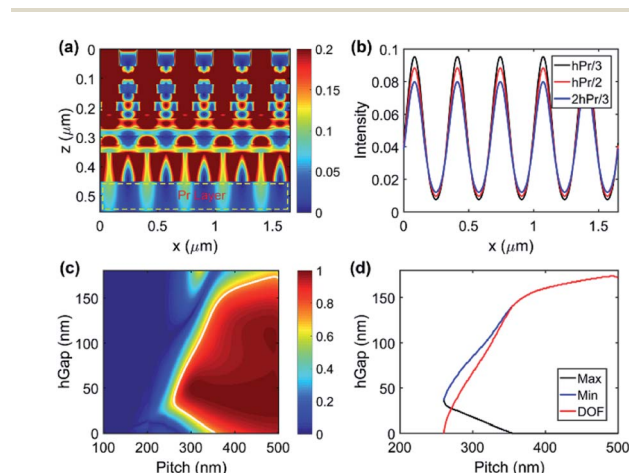 (a)
0
0.1
0.2
0.3
0.4
0.5
z (μm)
Pr Layer
0 0.5 1 1.5
x (μm)
0.2
0.15
0.1
0.05
0
(b)
0.1
0.08
0.06
0.04
0.02
0
Intensity
hPr/3
hPr/2
2hPr/3
0 0.5 1 1.5
x (μm)
(c)
150
100
50
0
hGap (nm)
100 200 300 400 500
Pitch (nm)
1
0.8
0.6
0.4
0.2
0
(d)
150
100
50
0
hGap (nm)
Max
Min
DOF
200 300 400 500
Pitch (nm)